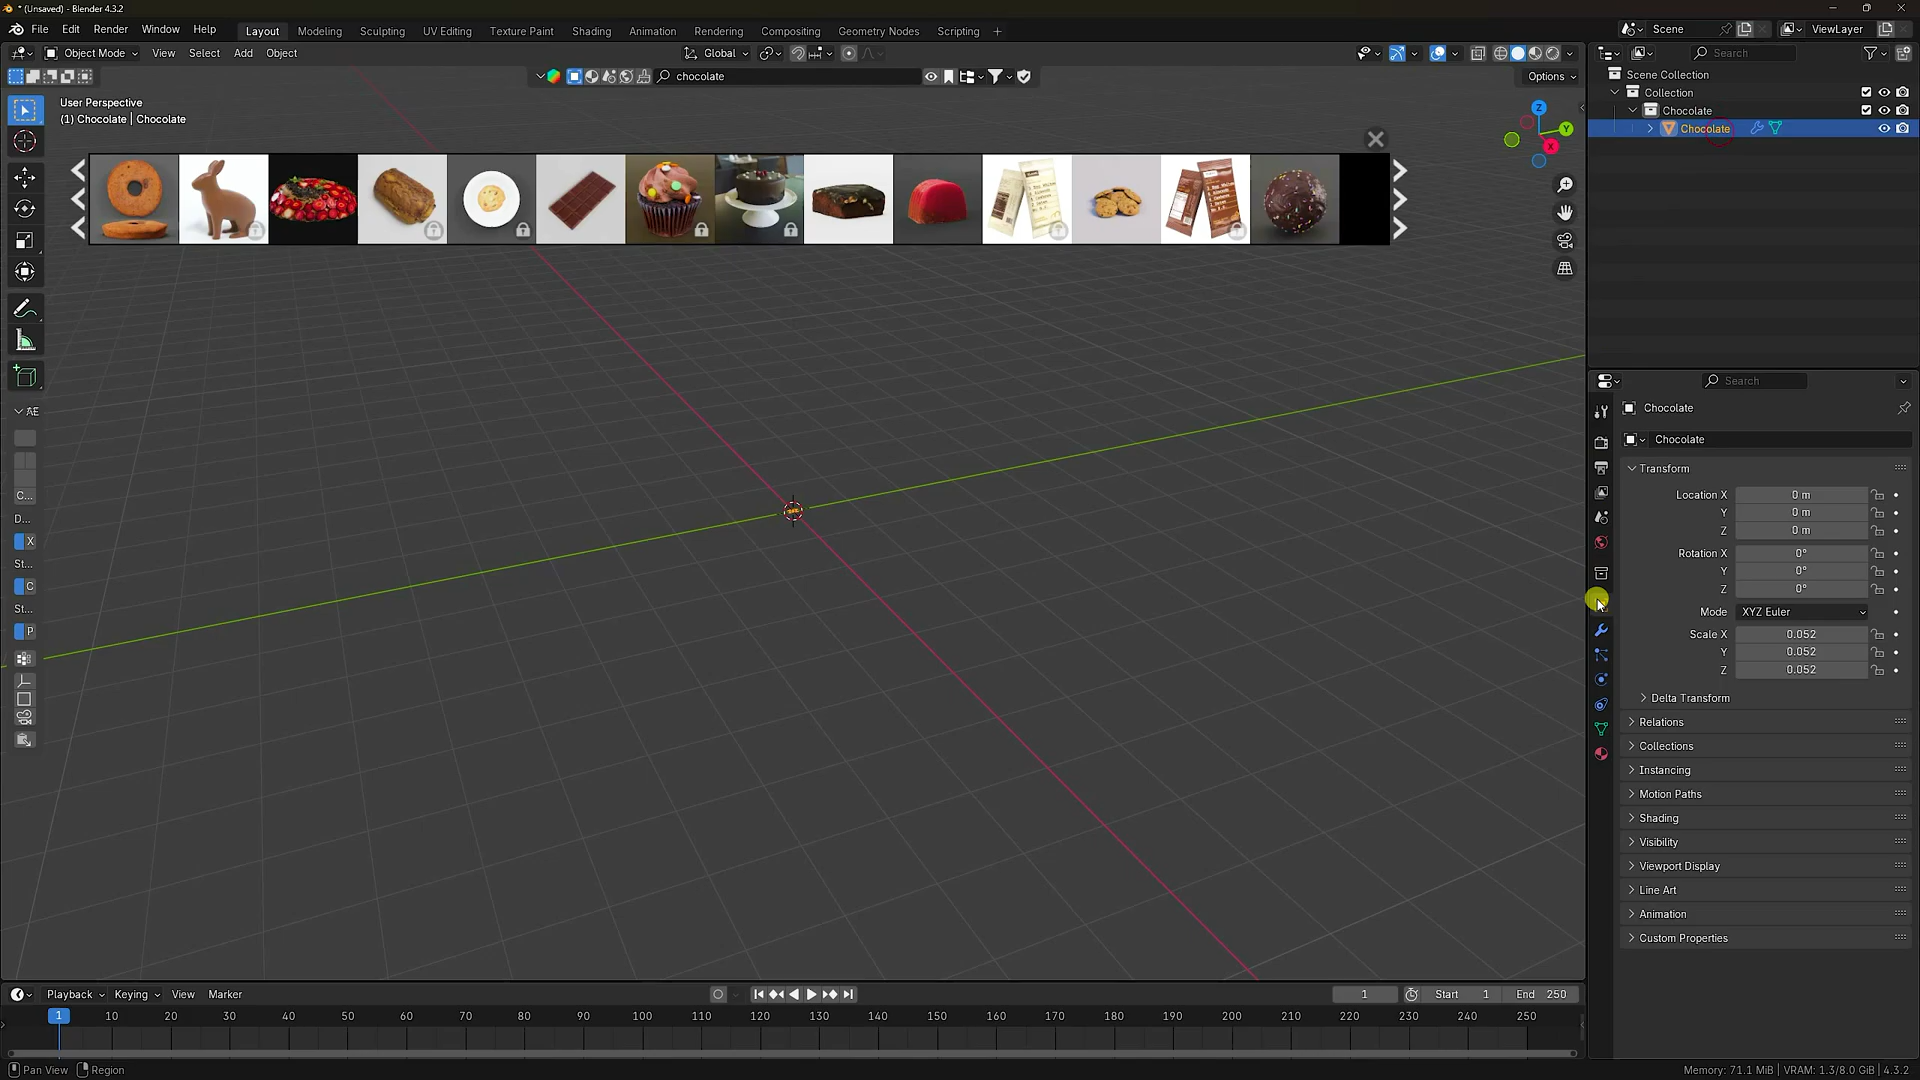 * (Unsaved) - Blender 4.3.2
File Edit Render Window Help
Layout Modeling Sculpting UV Editing Texture Paint Shading Animation Rendering Compositing Geometry Nodes Scripting +
Scene ViewLayer
Object Mode View Select Add Object
Global
Search
chocolate
Options
Scene Collection
Collection
Chocolate
Chocolate
User Perspective
(1) Chocolate | Chocolate
Z
Y
X
AE
C...
D...
X
St...
C
St...
P
Search
Chocolate
Chocolate
Transform
Location X 0 m
Y 0 m
Z 0 m
Rotation X 0°
Y 0°
Z 0°
Mode XYZ Euler
Scale X 0.052
Y 0.052
Z 0.052
Delta Transform
Relations
Collections
Instancing
Motion Paths
Shading
Visibility
Viewport Display
Line Art
Animation
Custom Properties
Playback Keying View Marker
1 Start 1 End 250
1 10 20 30 40 50 60 70 80 90 100 110 120 130 140 150 160 170 180 190 200 210 220 230 240 250
Pan View Region
Memory: 71.1 MiB | VRAM: 1.3/8.0 GiB | 4.3.2